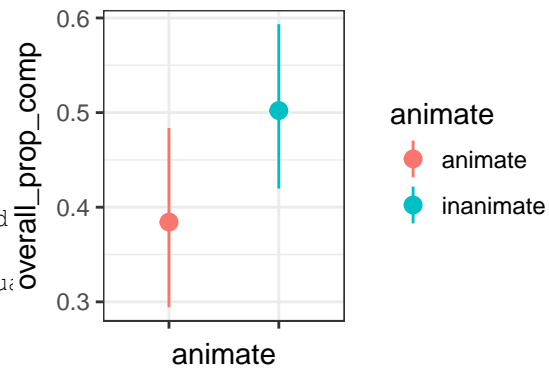 overall_prop_comp
0.6
0.5
0.4
0.3
animate
animate
animate
inanimate